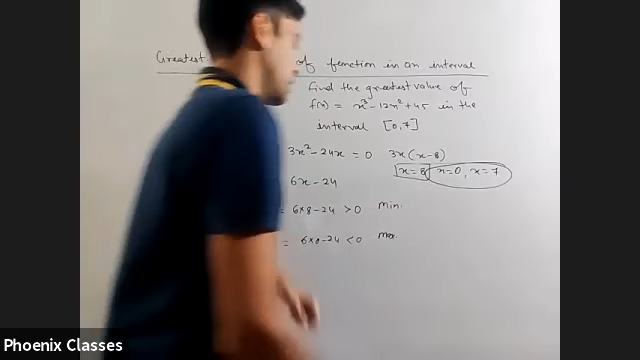 Greatest of function in an interval
Find the greatest value of
f(x) = x³ - 12x² + 45 in the
interval [0,7]
3x² - 24x = 0 3x(x-8)
x=8 x=0, x=7
6x - 24
= 6×8 - 24 > 0 Min.
= 6×0 - 24 < 0 Max.
Phoenix Classes